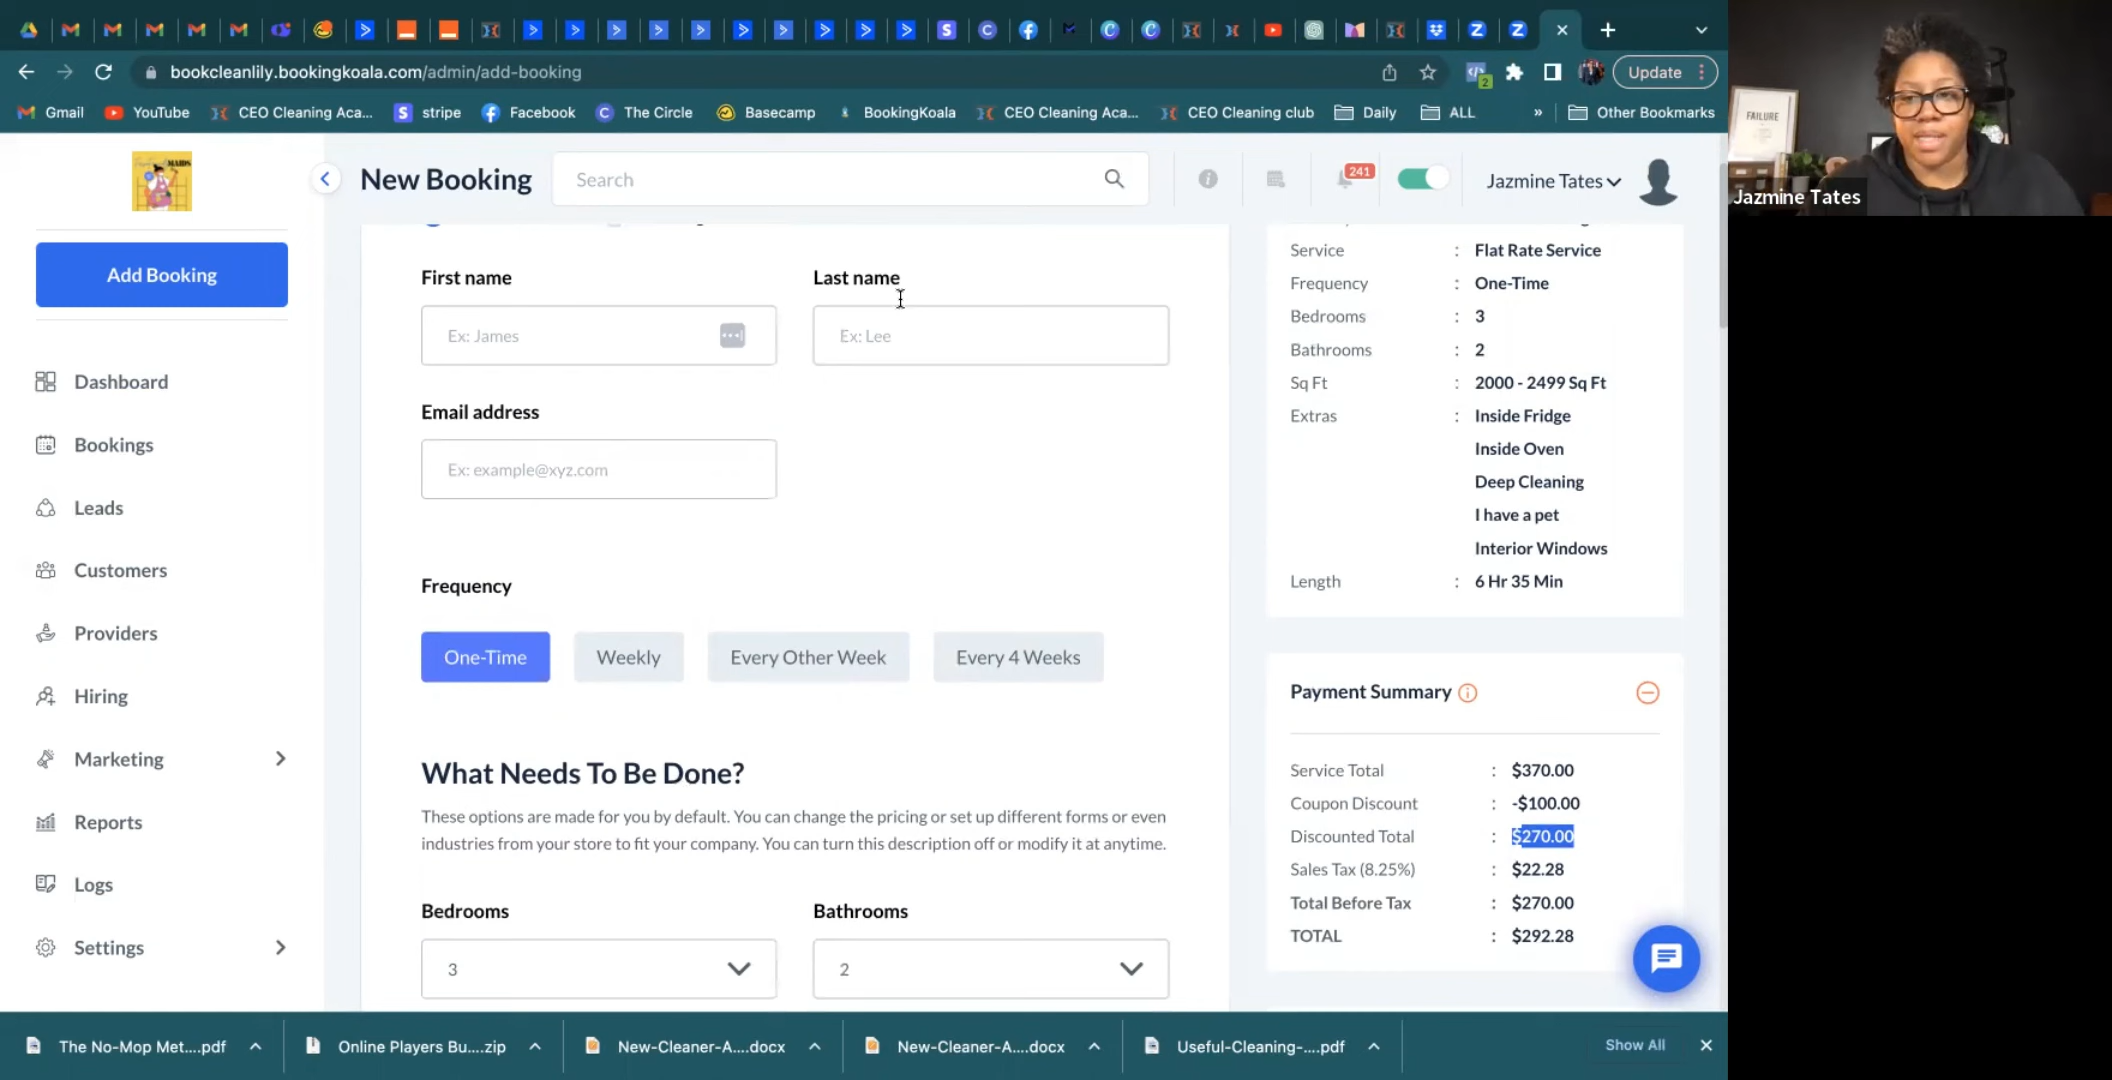 bookcleanlily.bookingkoala.com/admin/add-booking
2
Update
Gmail
YouTube
CEO Cleaning Aca...
stripe
Facebook
The Circle
Basecamp
BookingKoala
CEO Cleaning Aca...
CEO Cleaning club
Daily
ALL
»
Other Bookmarks
MAIDS
New Booking
Search
241
Jazmine Tates
Add Booking
Dashboard
Bookings
Leads
Customers
Providers
Hiring
Marketing
Reports
Logs
Settings
First name
Last name
Ex: James
Ex: Lee
Email address
Ex: example@xyz.com
Frequency
One-Time
Weekly
Every Other Week
Every 4 Weeks
What Needs To Be Done?
These options are made for you by default. You can change the pricing or set up different forms or even
industries from your store to fit your company. You can turn this description off or modify it at anytime.
Bedrooms
Bathrooms
3
2
Service : Flat Rate Service
Frequency : One-Time
Bedrooms : 3
Bathrooms : 2
Sq Ft : 2000 - 2499 Sq Ft
Extras : Inside Fridge
Inside Oven
Deep Cleaning
I have a pet
Interior Windows
Length : 6 Hr 35 Min
Payment Summary
Service Total : $370.00
Coupon Discount : -$100.00
Discounted Total : $270.00
Sales Tax (8.25%) : $22.28
Total Before Tax : $270.00
TOTAL : $292.28
The No-Mop Met....pdf
Online Players Bu....zip
New-Cleaner-A....docx
New-Cleaner-A....docx
Useful-Cleaning-....pdf
Show All
FAILURE
Jazmine Tates